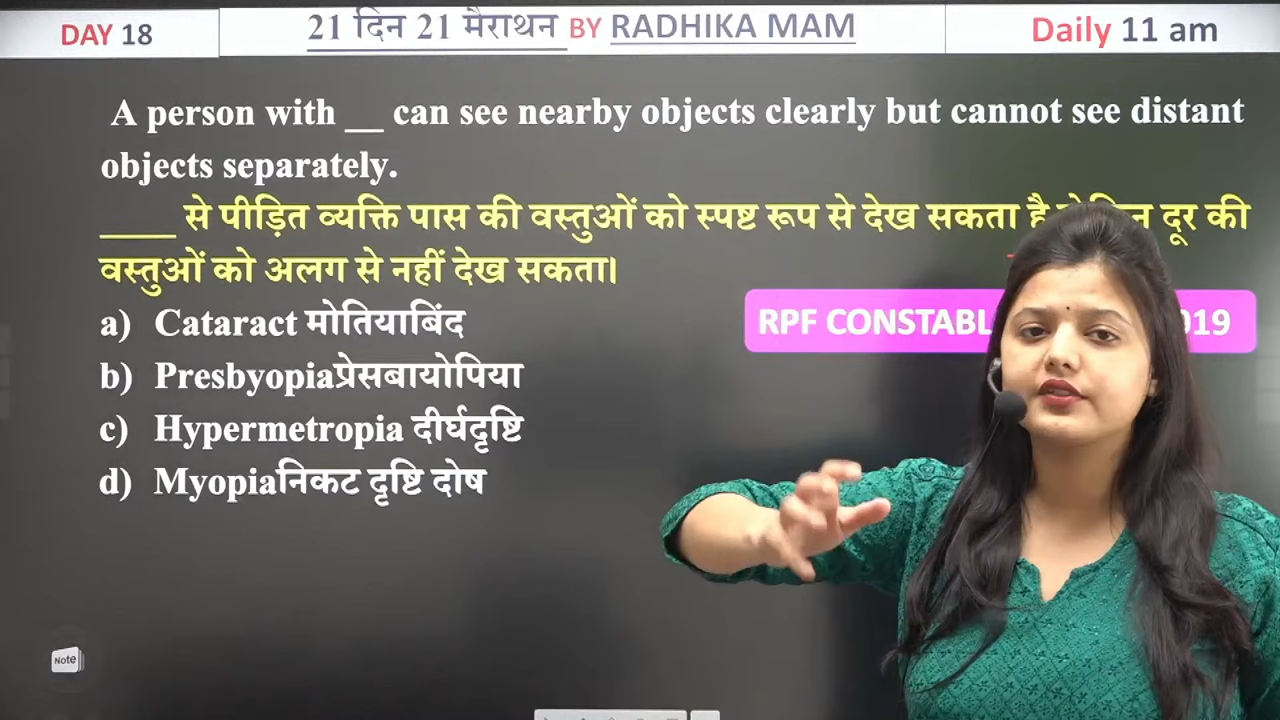 DAY 18
21 दिन 21 मैराथन BY RADHIKA MAM
Daily 11 am
A person with __ can see nearby objects clearly but cannot see distant
objects separately.
____ से पीड़ित व्यक्ति पास की वस्तुओं को स्पष्ट रूप से देख सकता है दूर की
वस्तुओं को अलग से नहीं देख सकता।
RPF CONSTABL 019
a) Cataract मोतियाबिंद
b) Presbyopiaप्रेसबायोपिया
c) Hypermetropia दीर्घदृष्टि
d) Myopiaनिकट दृष्टि दोष
Note